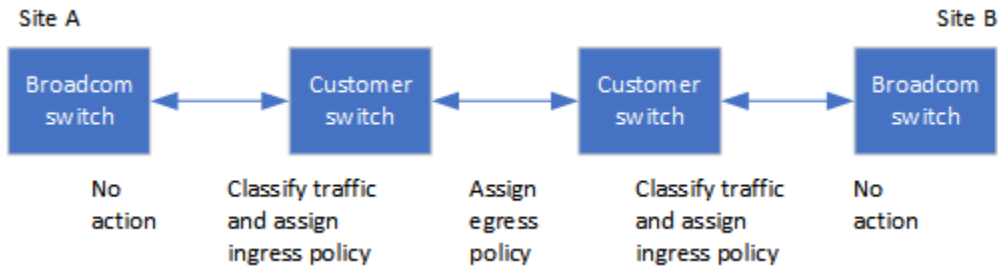 Site A
Site B
Broadcom
switch
Customer
switch
Customer
switch
Broadcom
switch
No
action
Classify traffic
and assign
ingress policy
Assign
egress
policy
Classify traffic
and assign
ingress policy
No
action